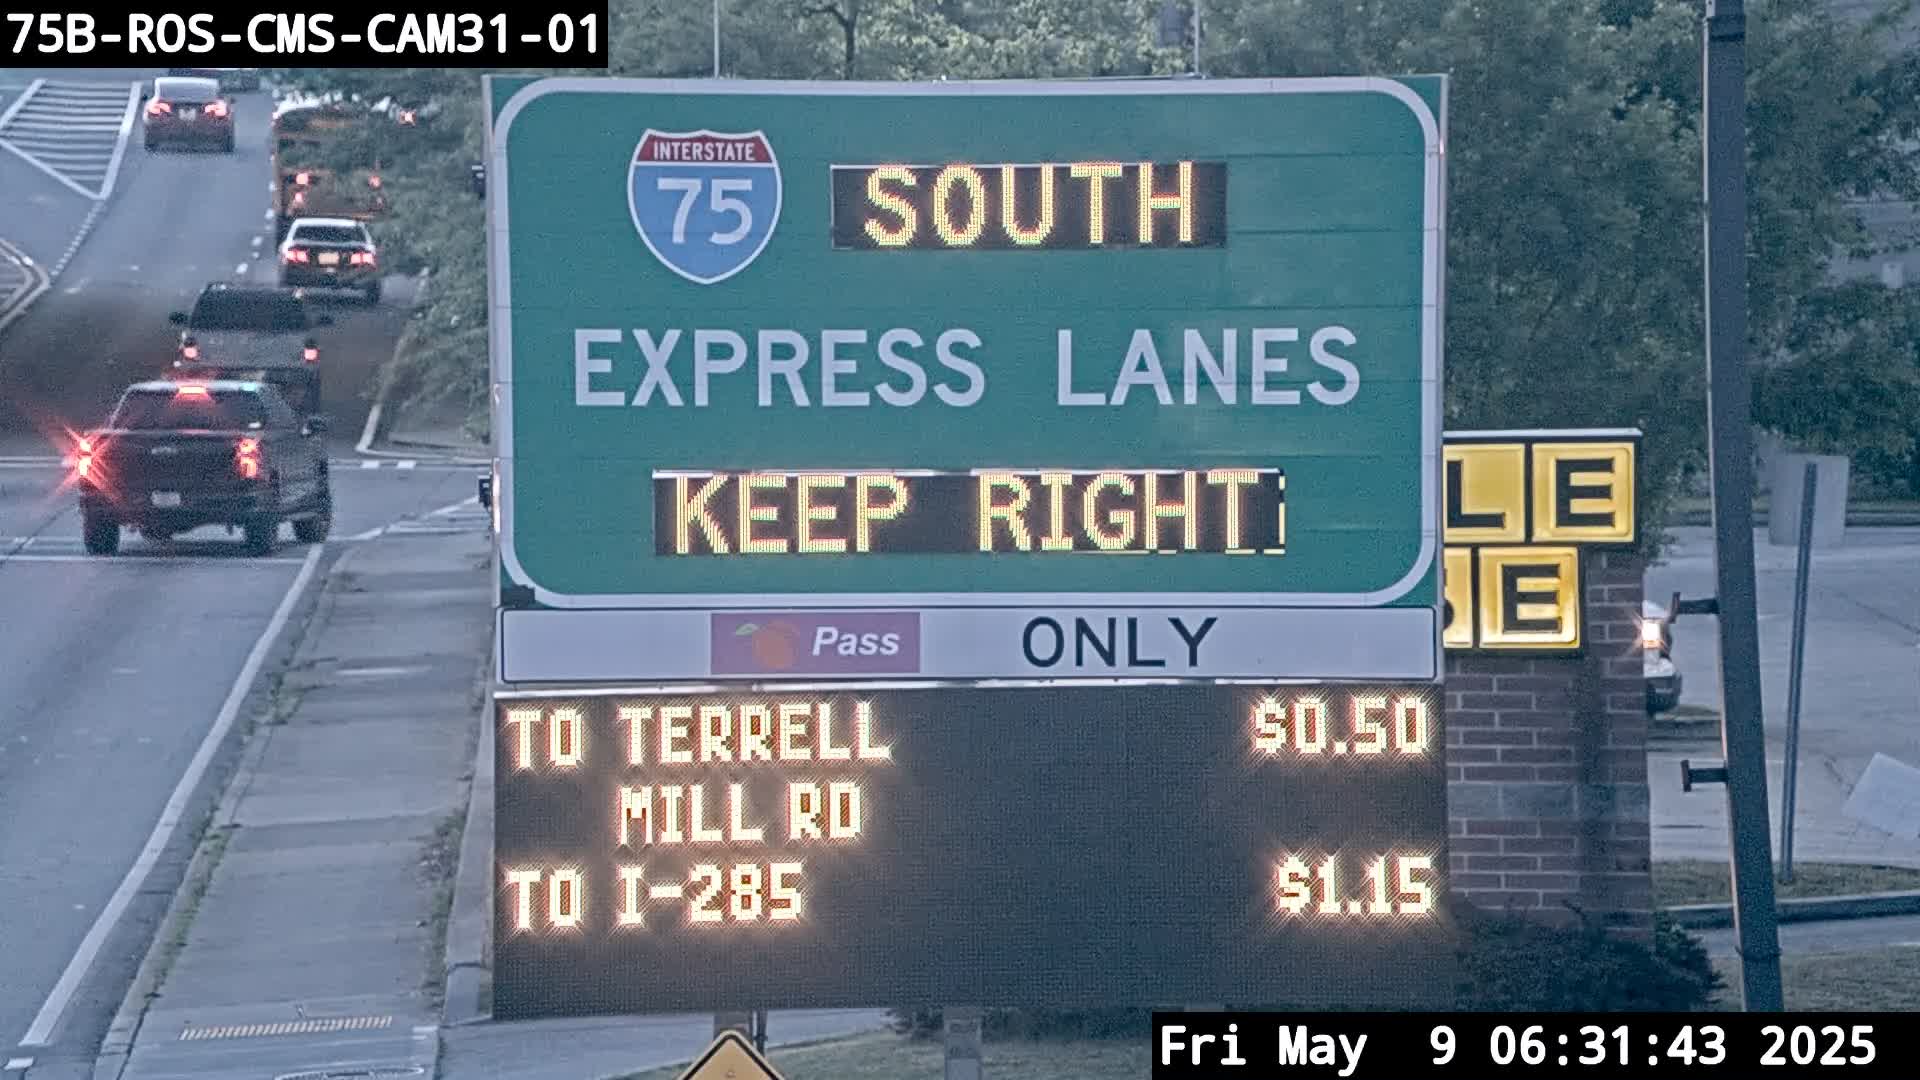 75B-ROS-CMS-CAM31-01
INTERSTATE
75
SOUTH
EXPRESS LANES
KEEP RIGHT
LE
E
Pass ONLY
TO TERRELL $0.50
MILL RD
TO I-285 $1.15
Fri May 9 06:31:43 2025